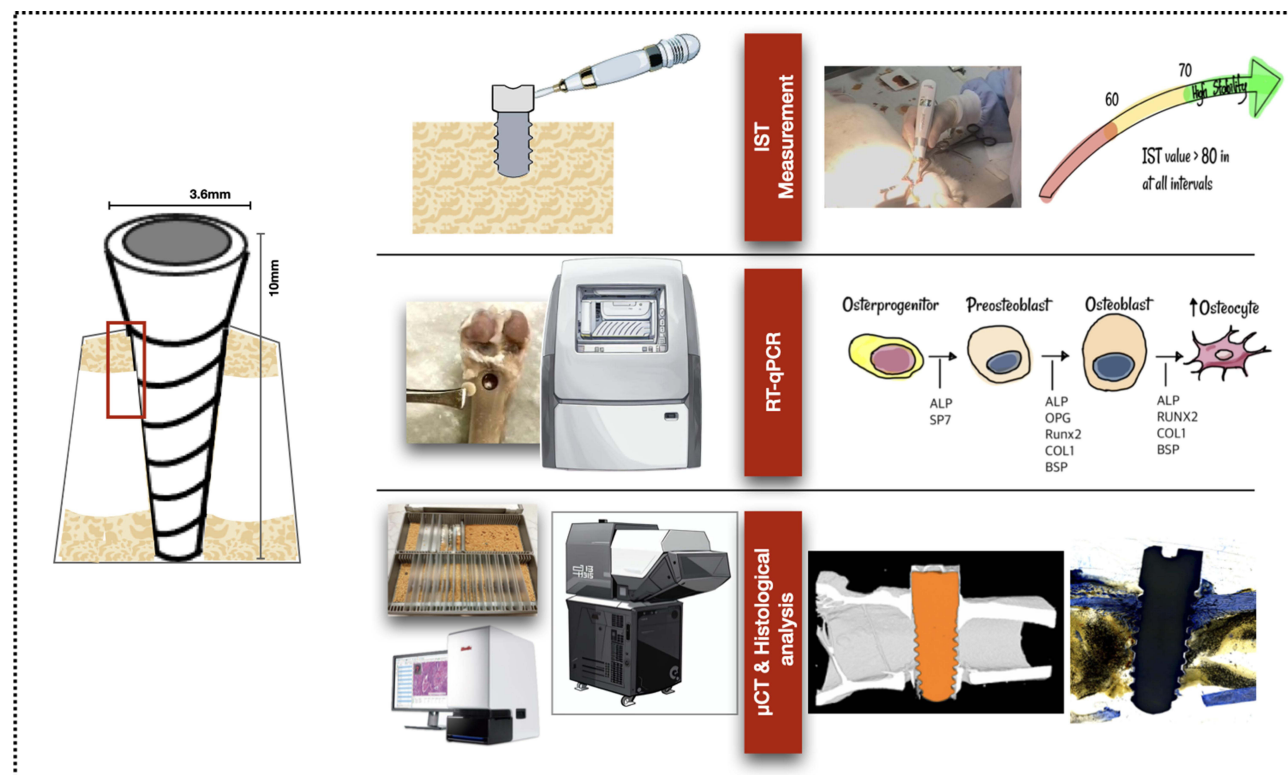 3.6mm
10mm
IST
Measurement
60
70
High Stability
IST value > 80 in
at all intervals
RT-qPCR
Osterprogenitor
Preosteoblast
Osteoblast
↑Osteocyte
ALP
SP7
ALP
OPG
Runx2
COL1
BSP
ALP
RUNX2
COL1
BSP
µCT & Histological
analysis